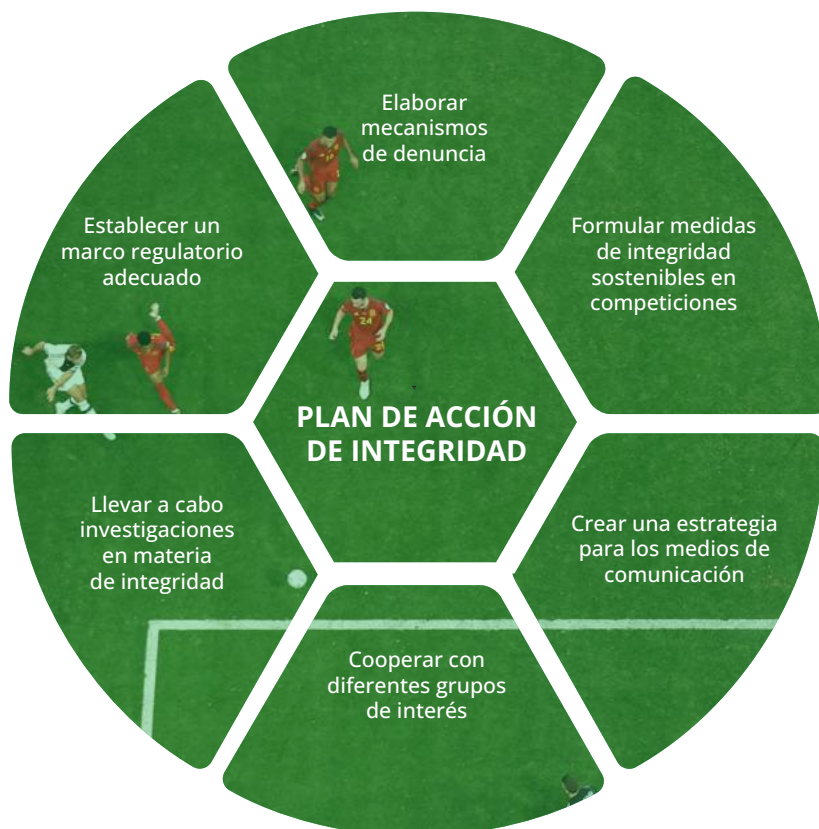 Elaborar
mecanismos
de denuncia
Formular medidas
de integridad
sostenibles en
competiciones
Crear una estrategia
para los medios de
comunicación
Cooperar con
diferentes grupos
de interés
Llevar a cabo
investigaciones
en materia
de integridad
Establecer un
marco regulatorio
adecuado
24
PLAN DE ACCIÓN
DE INTEGRIDAD